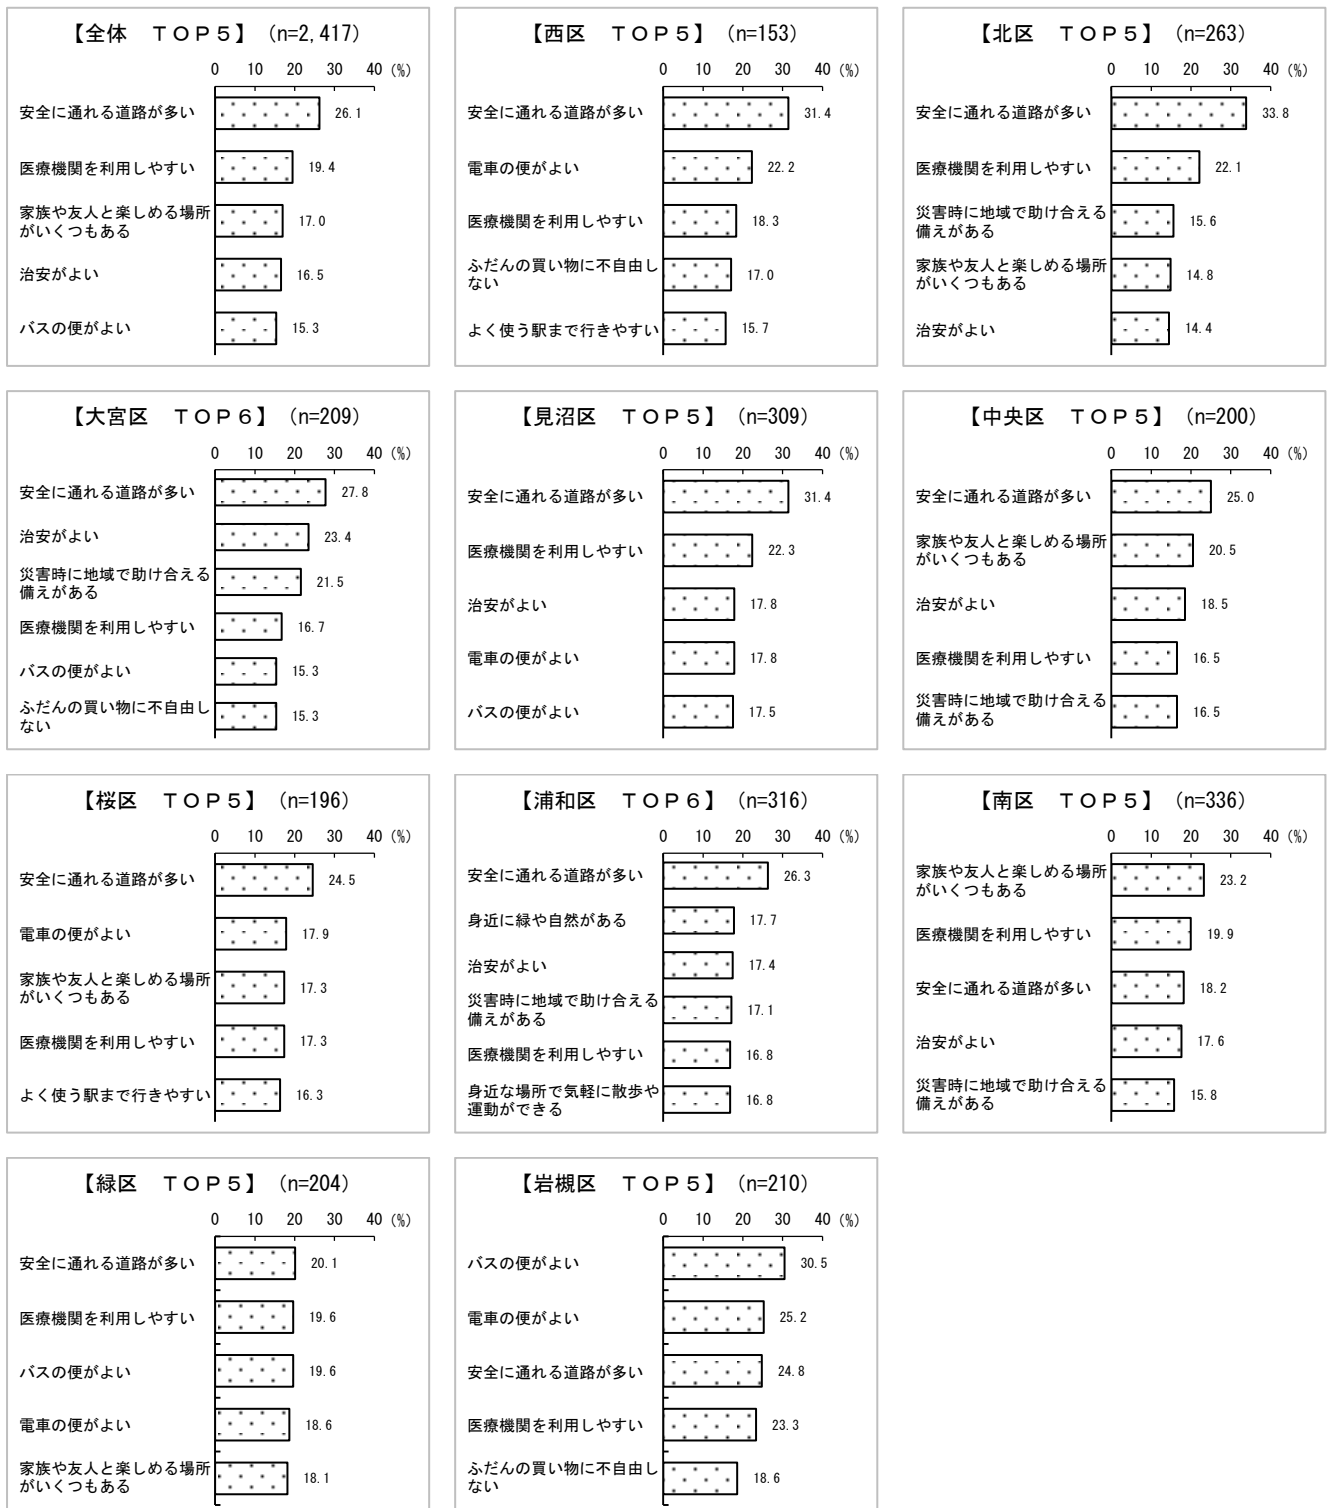 【全体　ＴＯＰ５】（n=2,417）
0 10 20 30 40 (%)
安全に通れる道路が多い 26.1
医療機関を利用しやすい 19.4
家族や友人と楽しめる場所
がいくつもある 17.0
治安がよい 16.5
バスの便がよい 15.3
【西区　ＴＯＰ５】（n=153）
0 10 20 30 40 (%)
安全に通れる道路が多い 31.4
電車の便がよい 22.2
医療機関を利用しやすい 18.3
ふだんの買い物に不自由し
ない 17.0
よく使う駅まで行きやすい 15.7
【北区　ＴＯＰ５】（n=263）
0 10 20 30 40 (%)
安全に通れる道路が多い 33.8
医療機関を利用しやすい 22.1
災害時に地域で助け合える
備えがある 15.6
家族や友人と楽しめる場所
がいくつもある 14.8
治安がよい 14.4
【大宮区　ＴＯＰ６】（n=209）
0 10 20 30 40 (%)
安全に通れる道路が多い 27.8
治安がよい 23.4
災害時に地域で助け合える
備えがある 21.5
医療機関を利用しやすい 16.7
バスの便がよい 15.3
ふだんの買い物に不自由し
ない 15.3
【見沼区　ＴＯＰ５】（n=309）
0 10 20 30 40 (%)
安全に通れる道路が多い 31.4
医療機関を利用しやすい 22.3
治安がよい 17.8
電車の便がよい 17.8
バスの便がよい 17.5
【中央区　ＴＯＰ５】（n=200）
0 10 20 30 40 (%)
安全に通れる道路が多い 25.0
家族や友人と楽しめる場所
がいくつもある 20.5
治安がよい 18.5
医療機関を利用しやすい 16.5
災害時に地域で助け合える
備えがある 16.5
【桜区　ＴＯＰ５】（n=196）
0 10 20 30 40 (%)
安全に通れる道路が多い 24.5
電車の便がよい 17.9
家族や友人と楽しめる場所
がいくつもある 17.3
医療機関を利用しやすい 17.3
よく使う駅まで行きやすい 16.3
【浦和区　ＴＯＰ６】（n=316）
0 10 20 30 40 (%)
安全に通れる道路が多い 26.3
身近に緑や自然がある 17.7
治安がよい 17.4
災害時に地域で助け合える
備えがある 17.1
医療機関を利用しやすい 16.8
身近な場所で気軽に散歩や
運動ができる 16.8
【南区　ＴＯＰ５】（n=336）
0 10 20 30 40 (%)
家族や友人と楽しめる場所
がいくつもある 23.2
医療機関を利用しやすい 19.9
安全に通れる道路が多い 18.2
治安がよい 17.6
災害時に地域で助け合える
備えがある 15.8
【緑区　ＴＯＰ５】（n=204）
0 10 20 30 40 (%)
安全に通れる道路が多い 20.1
医療機関を利用しやすい 19.6
バスの便がよい 19.6
電車の便がよい 18.6
家族や友人と楽しめる場所
がいくつもある 18.1
【岩槻区　ＴＯＰ５】（n=210）
0 10 20 30 40 (%)
バスの便がよい 30.5
電車の便がよい 25.2
安全に通れる道路が多い 24.8
医療機関を利用しやすい 23.3
ふだんの買い物に不自由し
ない 18.6